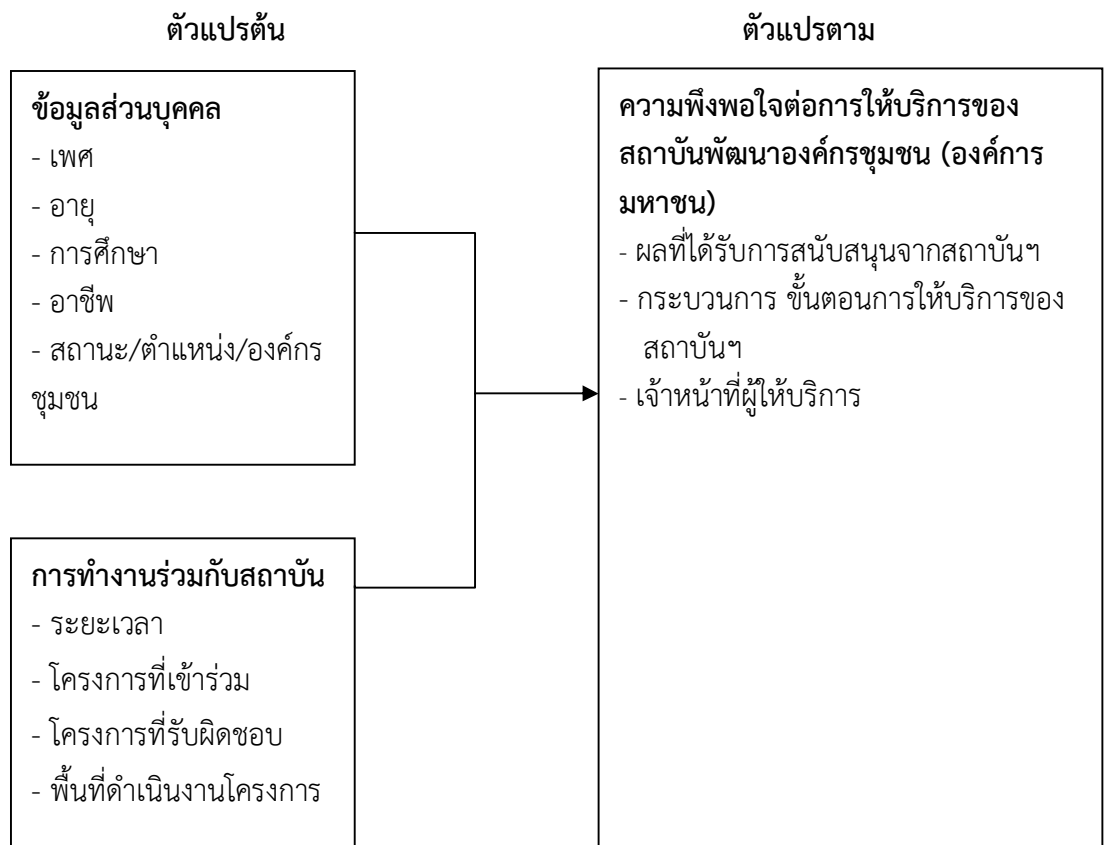 ตัวแปรต้น
ข้อมูลส่วนบุคคล
- เพศ
- อายุ
- การศึกษา
- อาชีพ
- สถานะ/ตำแหน่ง/องค์กร
ชุมชน
การทำงานร่วมกับสถาบัน
- ระยะเวลา
- โครงการที่เข้าร่วม
- โครงการที่รับผิดชอบ
- พื้นที่ดำเนินงานโครงการ
ตัวแปรตาม
ความพึงพอใจต่อการให้บริการของ
สถาบันพัฒนาองค์กรชุมชน (องค์การ
มหาชน)
- ผลที่ได้รับการสนับสนุนจากสถาบันฯ
- กระบวนการ ขั้นตอนการให้บริการของ
สถาบันฯ
- เจ้าหน้าที่ผู้ให้บริการ